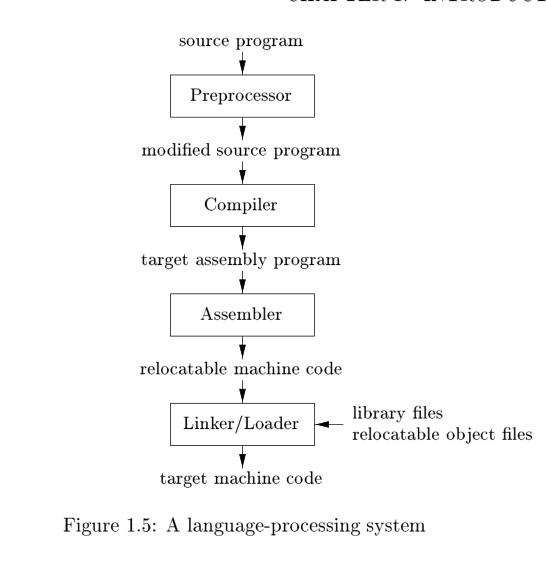 source program
Preprocessor
modified source program
Compiler
target assembly program
Assembler
relocatable machine code
Linker/Loader
library files
relocatable object files
target machine code
Figure 1.5: A language-processing system